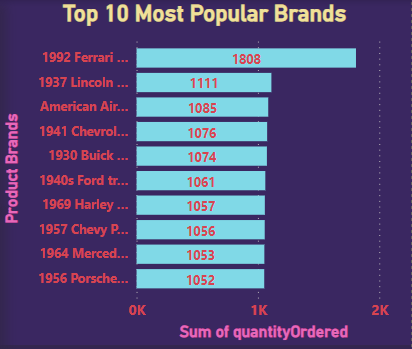 Top 10 Most Popular Brands
Product Brands
1992 Ferrari ... 1808
1937 Lincoln ... 1111
American Air... 1085
1941 Chevrol... 1076
1930 Buick ... 1074
1940s Ford tr... 1061
1969 Harley ... 1057
1957 Chevy P... 1056
1964 Merced... 1053
1956 Porsche... 1052
0K 1K 2K
Sum of quantityOrdered